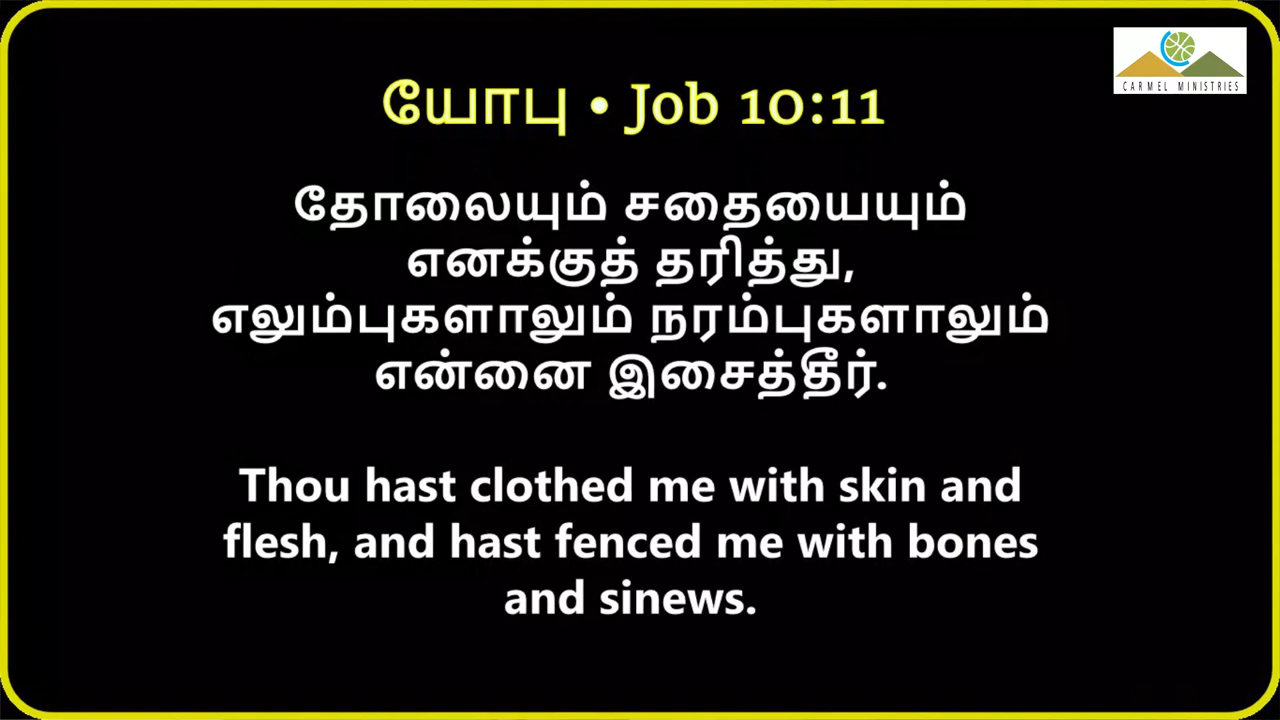 CARMEL MINISTRIES
யோபு • Job 10:11
தோலையும் சதையையும்
எனக்குத் தரித்து,
எலும்புகளாலும் நரம்புகளாலும்
என்னை இசைத்தீர்.
Thou hast clothed me with skin and
flesh, and hast fenced me with bones
and sinews.